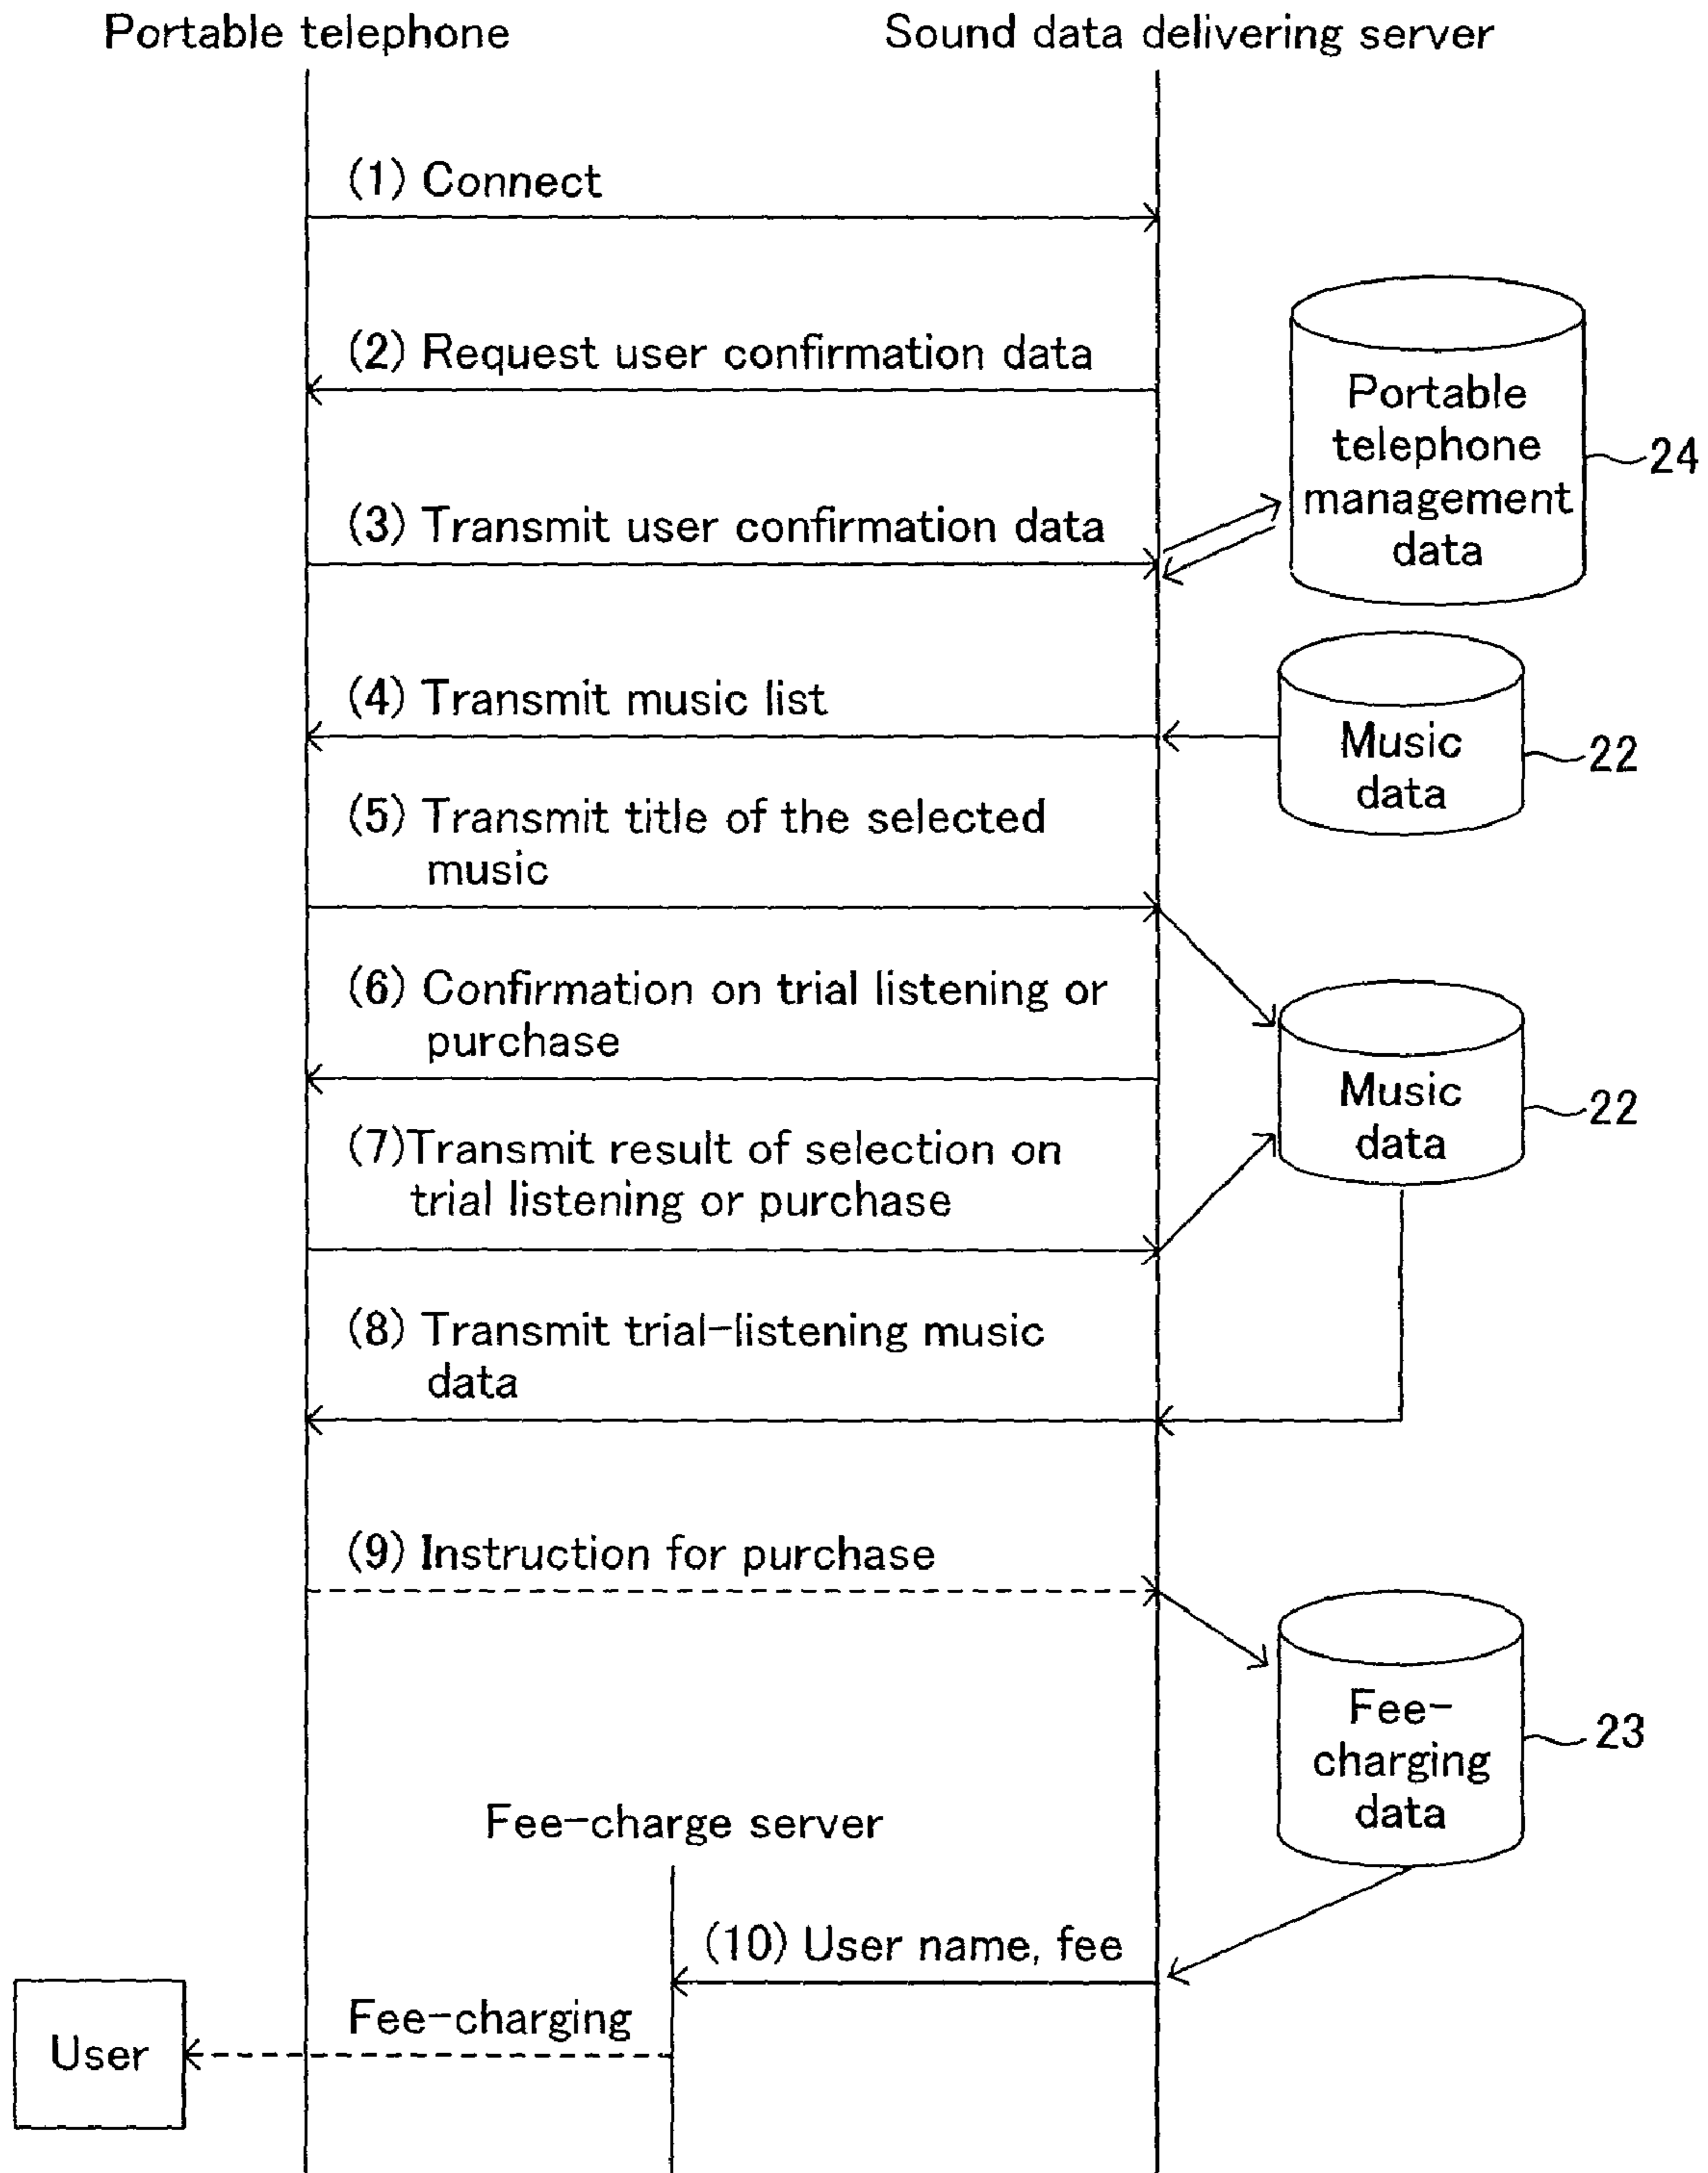 Portable telephone
Sound data delivering server
(1) Connect
(2) Request user confirmation data
Portable
telephone
management
data
24
(3) Transmit user confirmation data
(4) Transmit music list
Music
data
22
(5) Transmit title of the selected
music
(6) Confirmation on trial listening or
purchase
Music
data
22
(7)Transmit result of selection on
trial listening or purchase
(8) Transmit trial-listening music
data
(9) Instruction for purchase
Fee-
charging
data
23
Fee-charge server
(10) User name, fee
Fee-charging
User